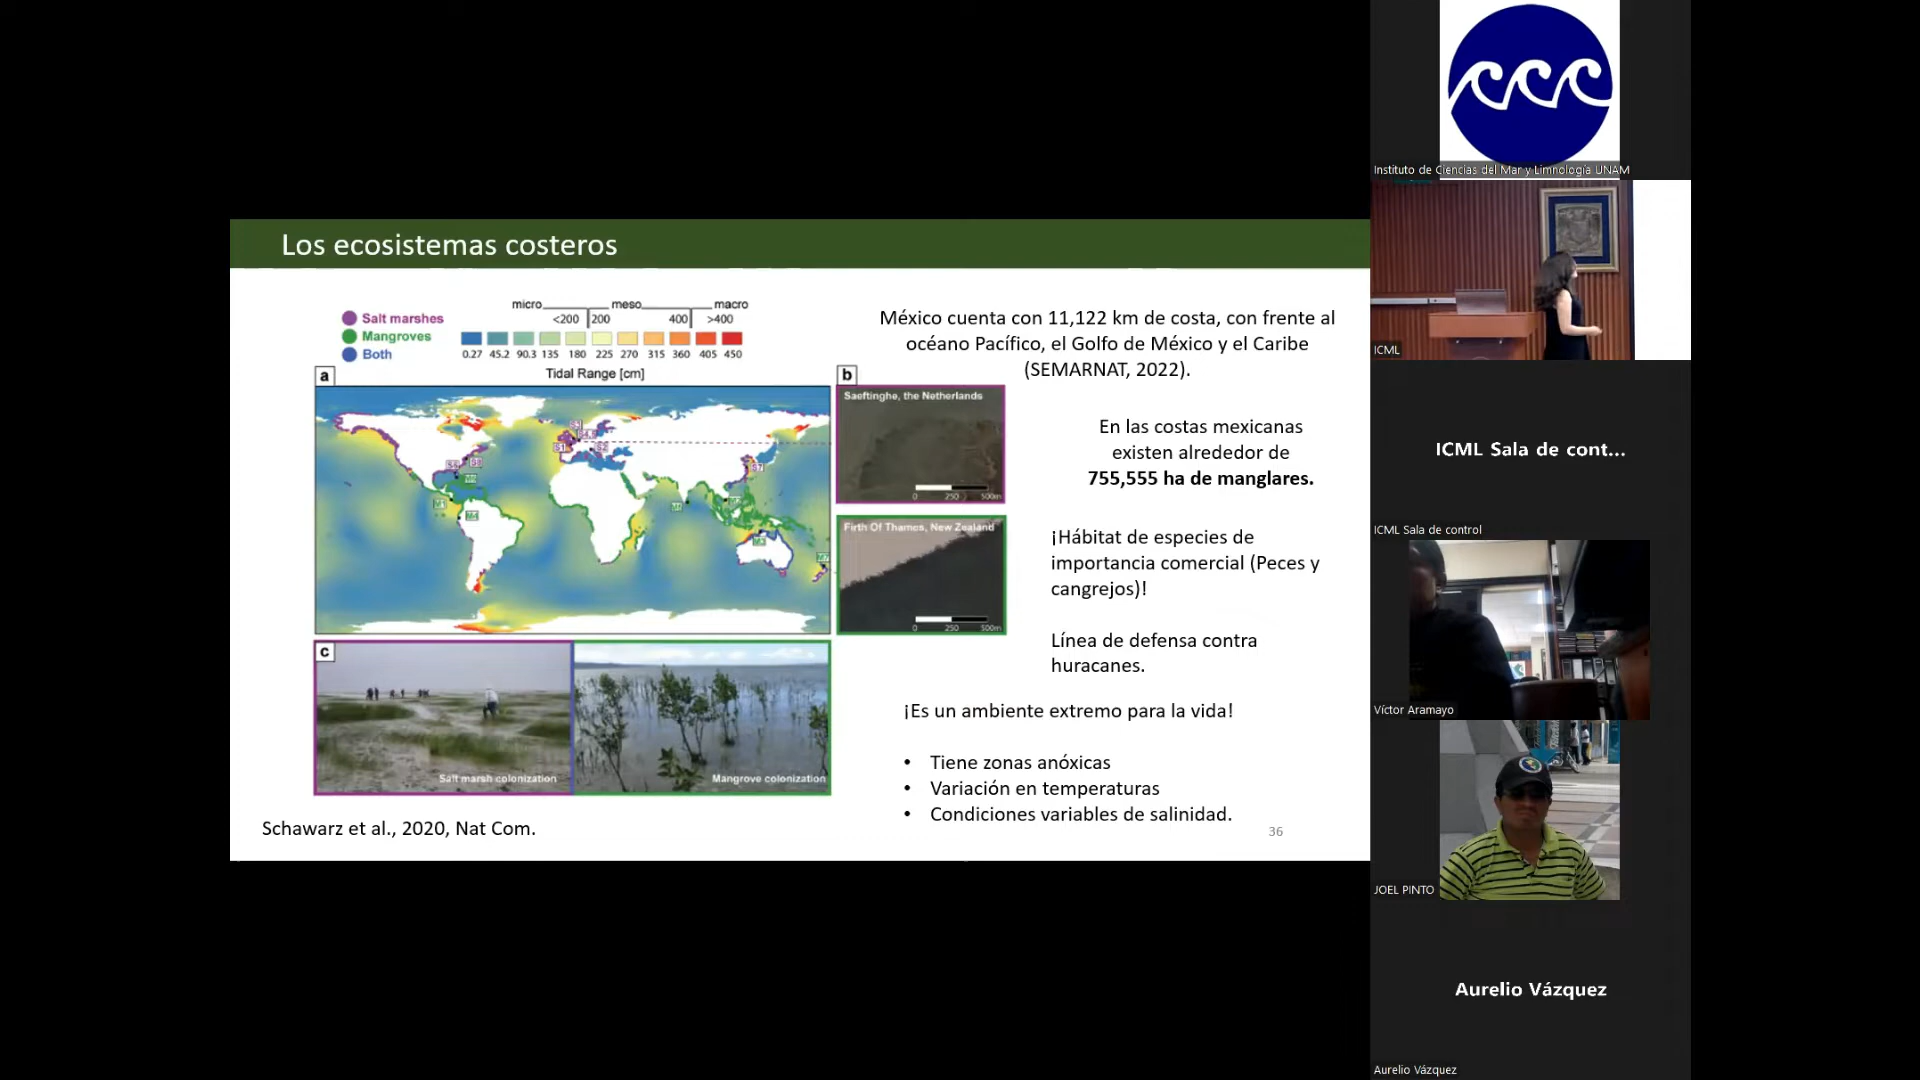 Los ecosistemas costeros
micro meso macro
<200 200 400 >400
Salt marshes
Mangroves
Both
0.27 45.2 90.3 135 180 225 270 315 360 405 450
Tidal Range [cm]
a
b
Saeftinghe, the Netherlands
0 250 500m
Firth Of Thames, New Zealand
0 250 500m
c
Salt marsh colonization
Mangrove colonization
Schawarz et al., 2020, Nat Com.
México cuenta con 11,122 km de costa, con frente al
océano Pacífico, el Golfo de México y el Caribe
(SEMARNAT, 2022).
En las costas mexicanas
existen alrededor de
755,555 ha de manglares.
¡Hábitat de especies de
importancia comercial (Peces y
cangrejos)!
Línea de defensa contra
huracanes.
¡Es un ambiente extremo para la vida!
• Tiene zonas anóxicas
• Variación en temperaturas
• Condiciones variables de salinidad.
36
Instituto de Ciencias del Mar y Limnología UNAM
ICML
ICML Sala de cont...
ICML Sala de control
Víctor Aramayo
JOEL PINTO
Aurelio Vázquez
Aurelio Vázquez